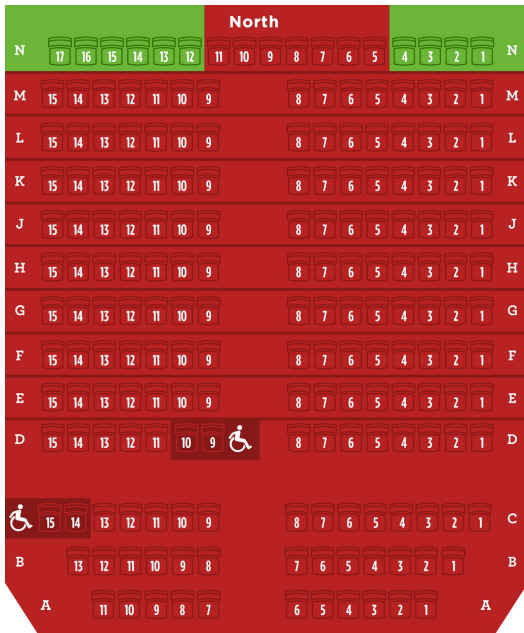 North
N 17 16 15 14 13 12 11 10 9 8 7 6 5 4 3 2 1 N
M 15 14 13 12 11 10 9 8 7 6 5 4 3 2 1 M
L 15 14 13 12 11 10 9 8 7 6 5 4 3 2 1 L
K 15 14 13 12 11 10 9 8 7 6 5 4 3 2 1 K
J 15 14 13 12 11 10 9 8 7 6 5 4 3 2 1 J
H 15 14 13 12 11 10 9 8 7 6 5 4 3 2 1 H
G 15 14 13 12 11 10 9 8 7 6 5 4 3 2 1 G
F 15 14 13 12 11 10 9 8 7 6 5 4 3 2 1 F
E 15 14 13 12 11 10 9 8 7 6 5 4 3 2 1 E
D 15 14 13 12 11 10 9 8 7 6 5 4 3 2 1 D
15 14 13 12 11 10 9 8 7 6 5 4 3 2 1 C
B 13 12 11 10 9 8 7 6 5 4 3 2 1 B
A 11 10 9 8 7 6 5 4 3 2 1 A